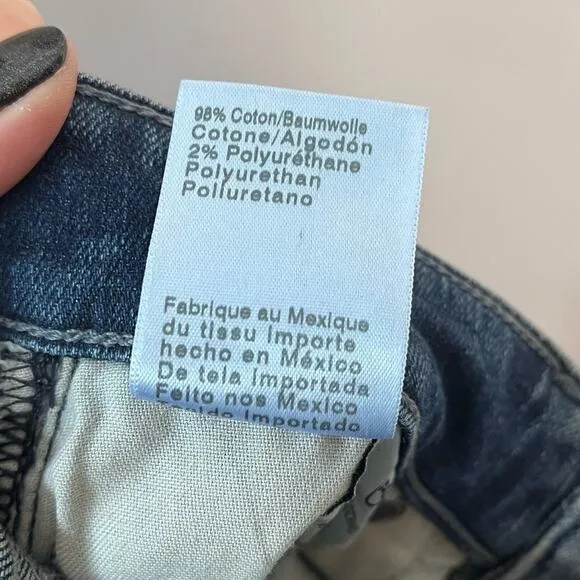 98% Coton/Baumwolle
Cotone/Algodón
2% Polyuréthane
Polyurethan
Poliuretano
Fabrique au Mexique
du tissu Importe
hecho en México
De tela Importada
Feito nos Mexico
Importado